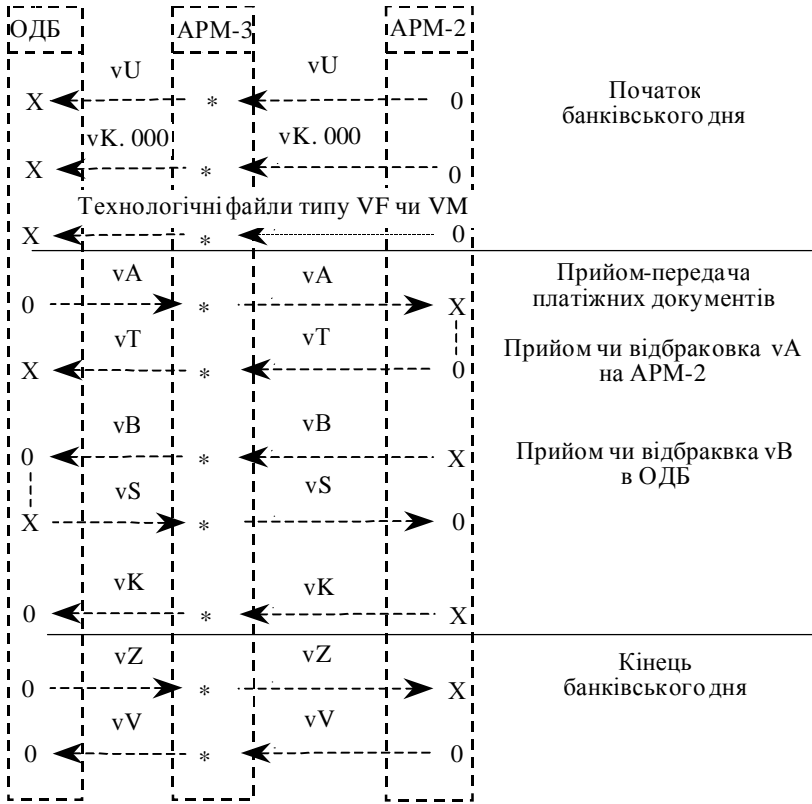 ОДБ АРМ-3 АРМ-2
vU vU
X * 0
Початок
банківського дня
vK. 000 vK. 000
X * 0
Технологічні файли типу VF чи VM
X * 0
vA vA
0 * X
Прийом-передача
платіжних документів
vT vT
X * 0
Прийом чи відбраковка vA
на АРМ-2
vB vB
0 * X
Прийом чи відбраквка vB
в ОДБ
vS vS
X * 0
vK vK
0 * X
vZ vZ
0 * X
Кінець
банківського дня
vV vV
0 * 0